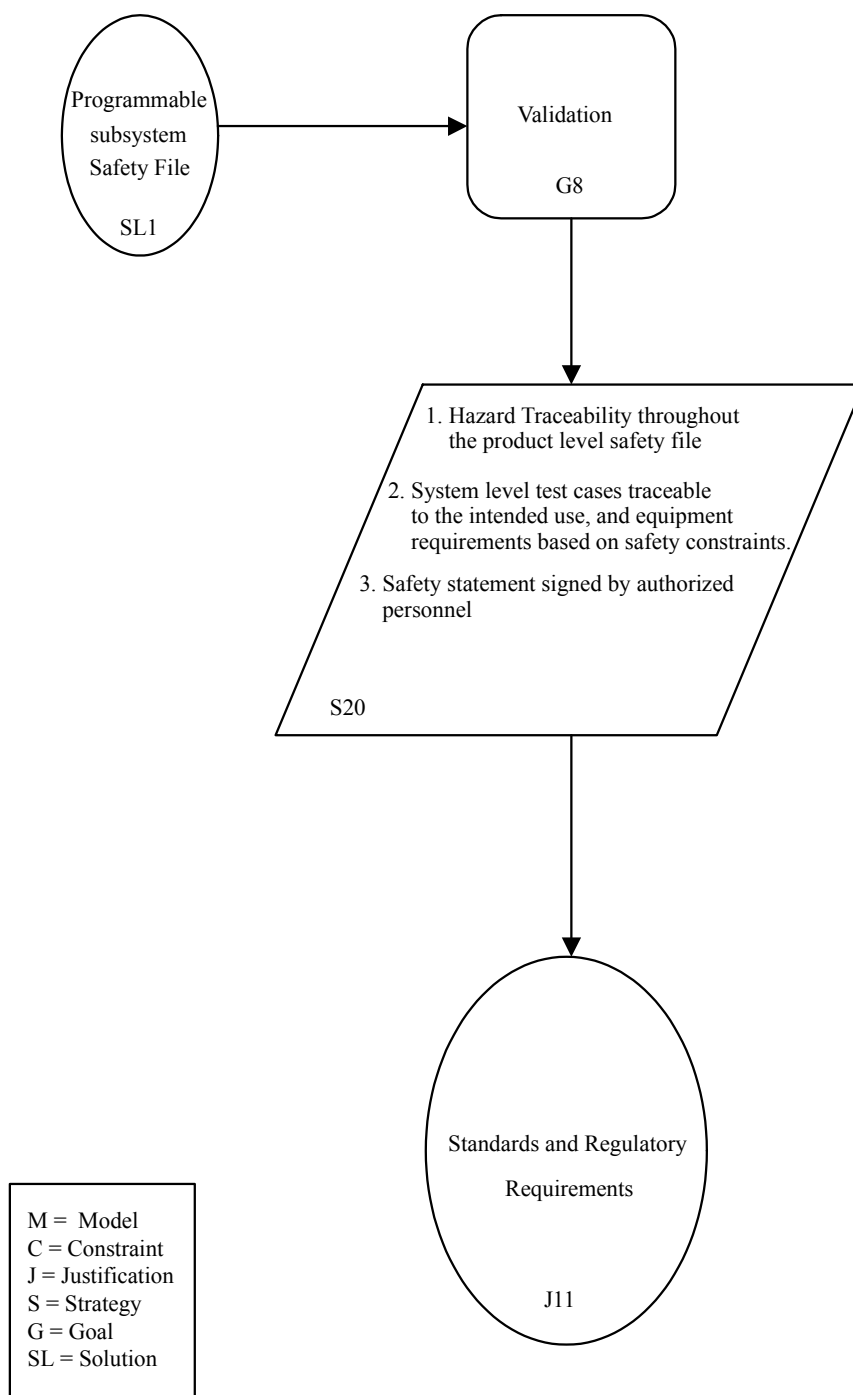 Programmable
subsystem
Safety File
SL1
Validation
G8
1. Hazard Traceability throughout
the product level safety file
2. System level test cases traceable
to the intended use, and equipment
requirements based on safety constraints.
3. Safety statement signed by authorized
personnel
S20
Standards and Regulatory
Requirements
J11
M = Model
C = Constraint
J = Justification
S = Strategy
G = Goal
SL = Solution